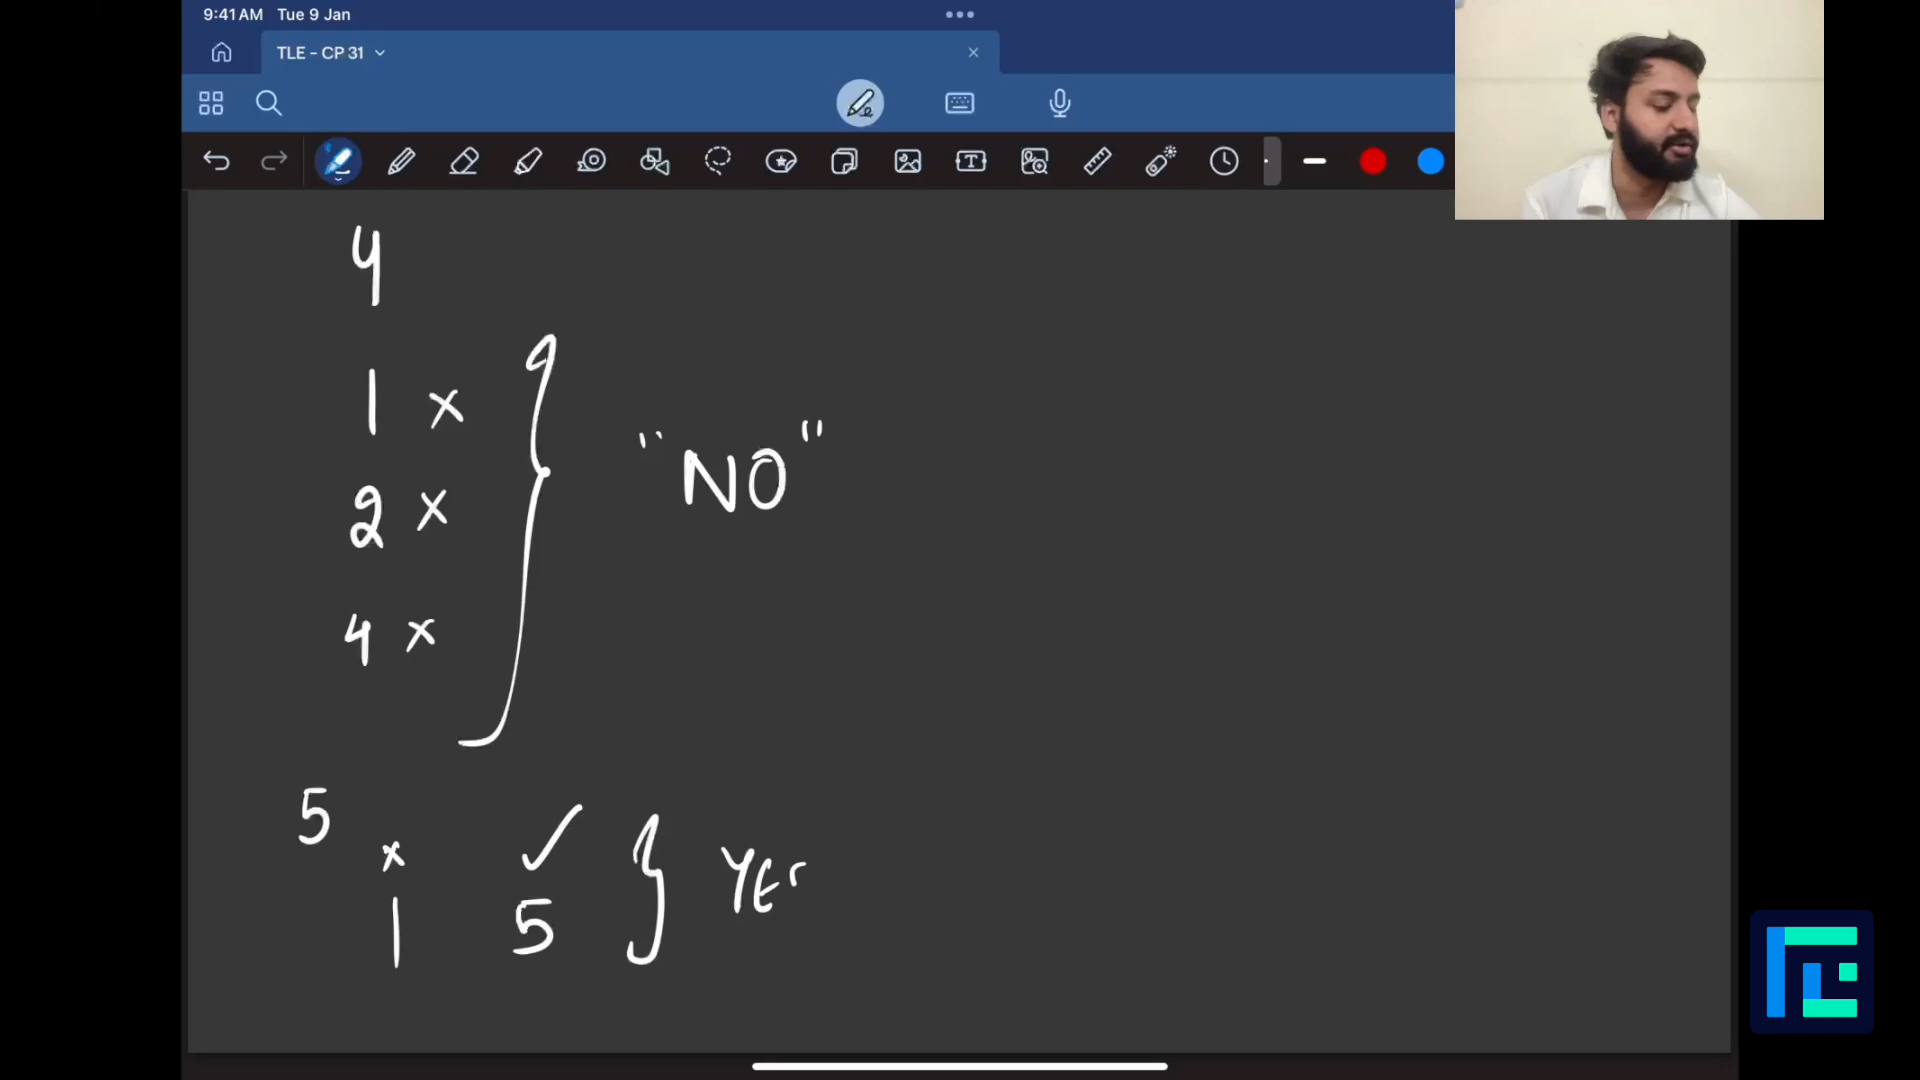 9:41 AM Tue 9 Jan
TLE - CP 31
4
1 x
2 x
"NO"
4 x
5
x ✓
1 5
YES